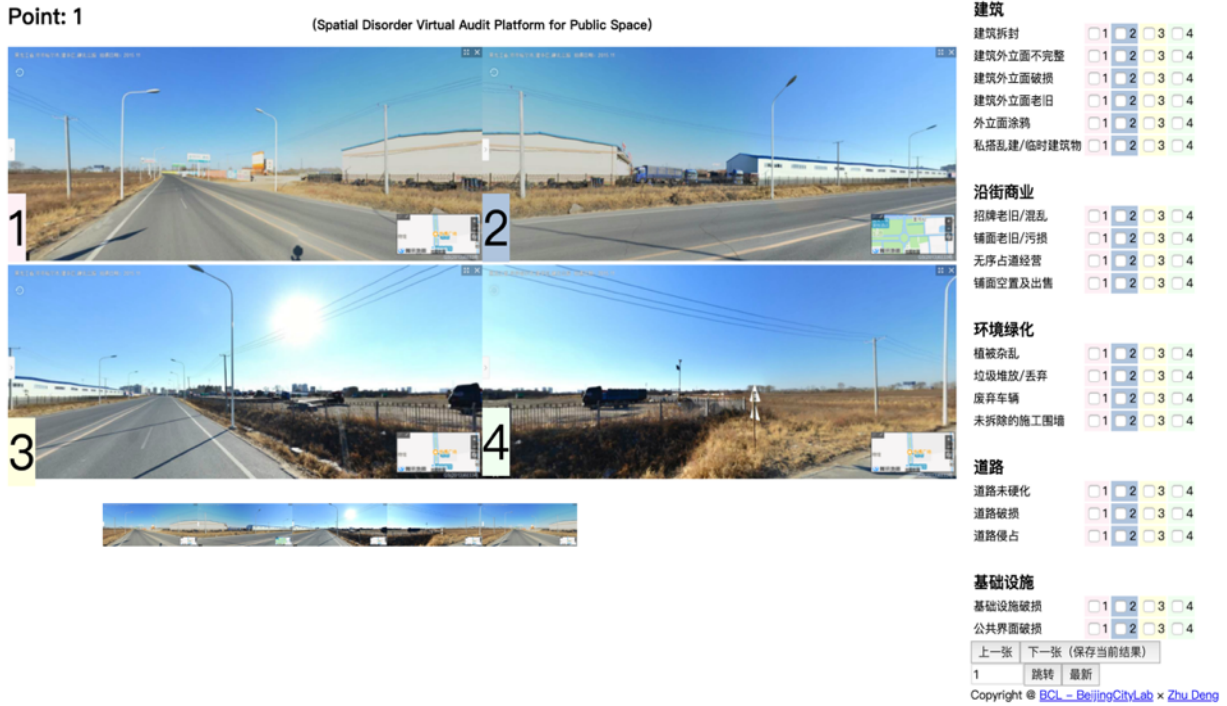 Point: 1
（Spatial Disorder Virtual Audit Platform for Public Space）
1
2
3
4
建筑
建筑拆封 1 2 3 4
建筑外立面不完整 1 2 3 4
建筑外立面破损 1 2 3 4
建筑外立面老旧 1 2 3 4
外立面涂鸦 1 2 3 4
私搭乱建/临时建筑物 1 2 3 4
沿街商业
招牌老旧/混乱 1 2 3 4
铺面老旧/污损 1 2 3 4
无序占道经营 1 2 3 4
铺面空置及出售 1 2 3 4
环境绿化
植被杂乱 1 2 3 4
垃圾堆放/丢弃 1 2 3 4
废弃车辆 1 2 3 4
未拆除的施工围墙 1 2 3 4
道路
道路未硬化 1 2 3 4
道路破损 1 2 3 4
道路侵占 1 2 3 4
基础设施
基础设施破损 1 2 3 4
公共界面破损 1 2 3 4
上一张 下一张（保存当前结果）
1 跳转 最新
Copyright @ BCL – BeijingCityLab × Zhu Deng